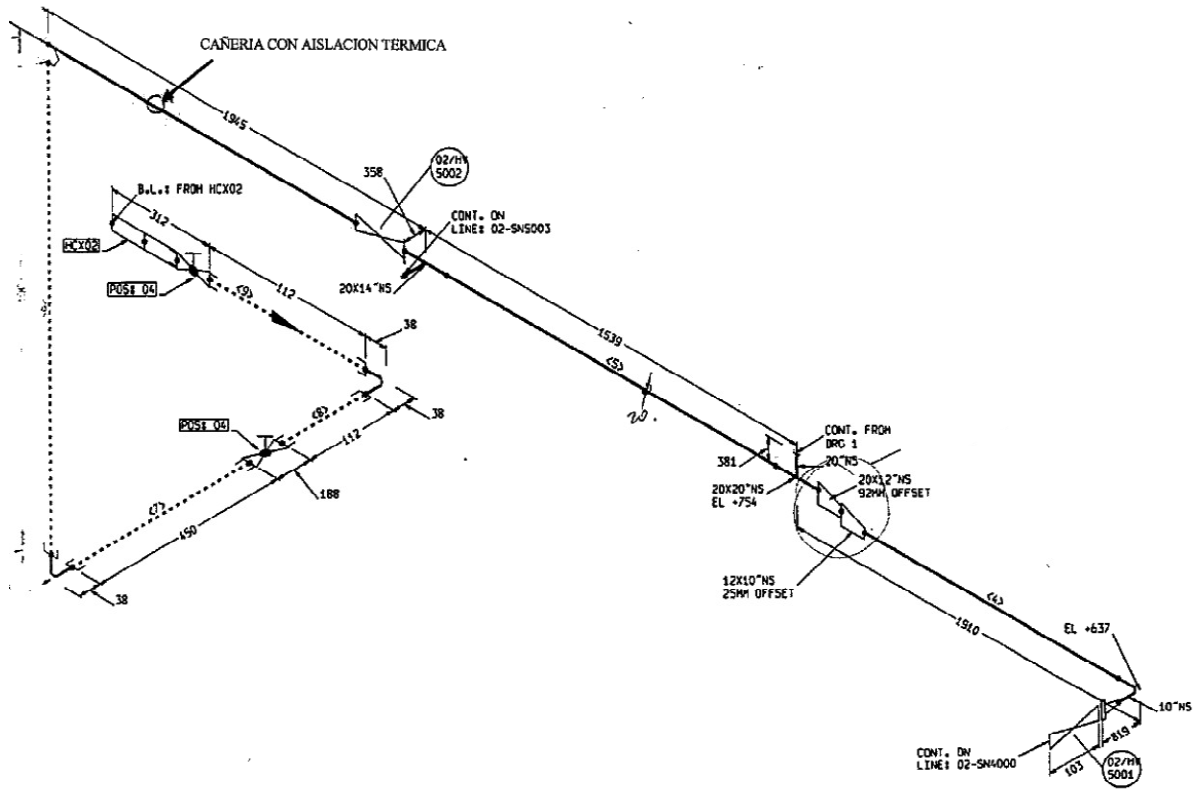 CAÑERIA CON AISLACION TERMICA
1945
358
02/HV
5002
CONT. ON
LINE: 02-SN5003
B.L.: FROM HCX02
312
HCX02
POS: 04
<9>
112
38
20X14"NS
1539
<5>
20.
<8>
38
POS: 04
112
188
<7>
450
38
381
CONT. FROM
DRG 1
20"NS
20X20"NS
EL +754
20X12"NS
92MM OFFSET
12X10"NS
25MM OFFSET
<4>
1910
EL +637
10"NS
819
103
CONT. ON
LINE: 02-SN4000
02/HV
5001